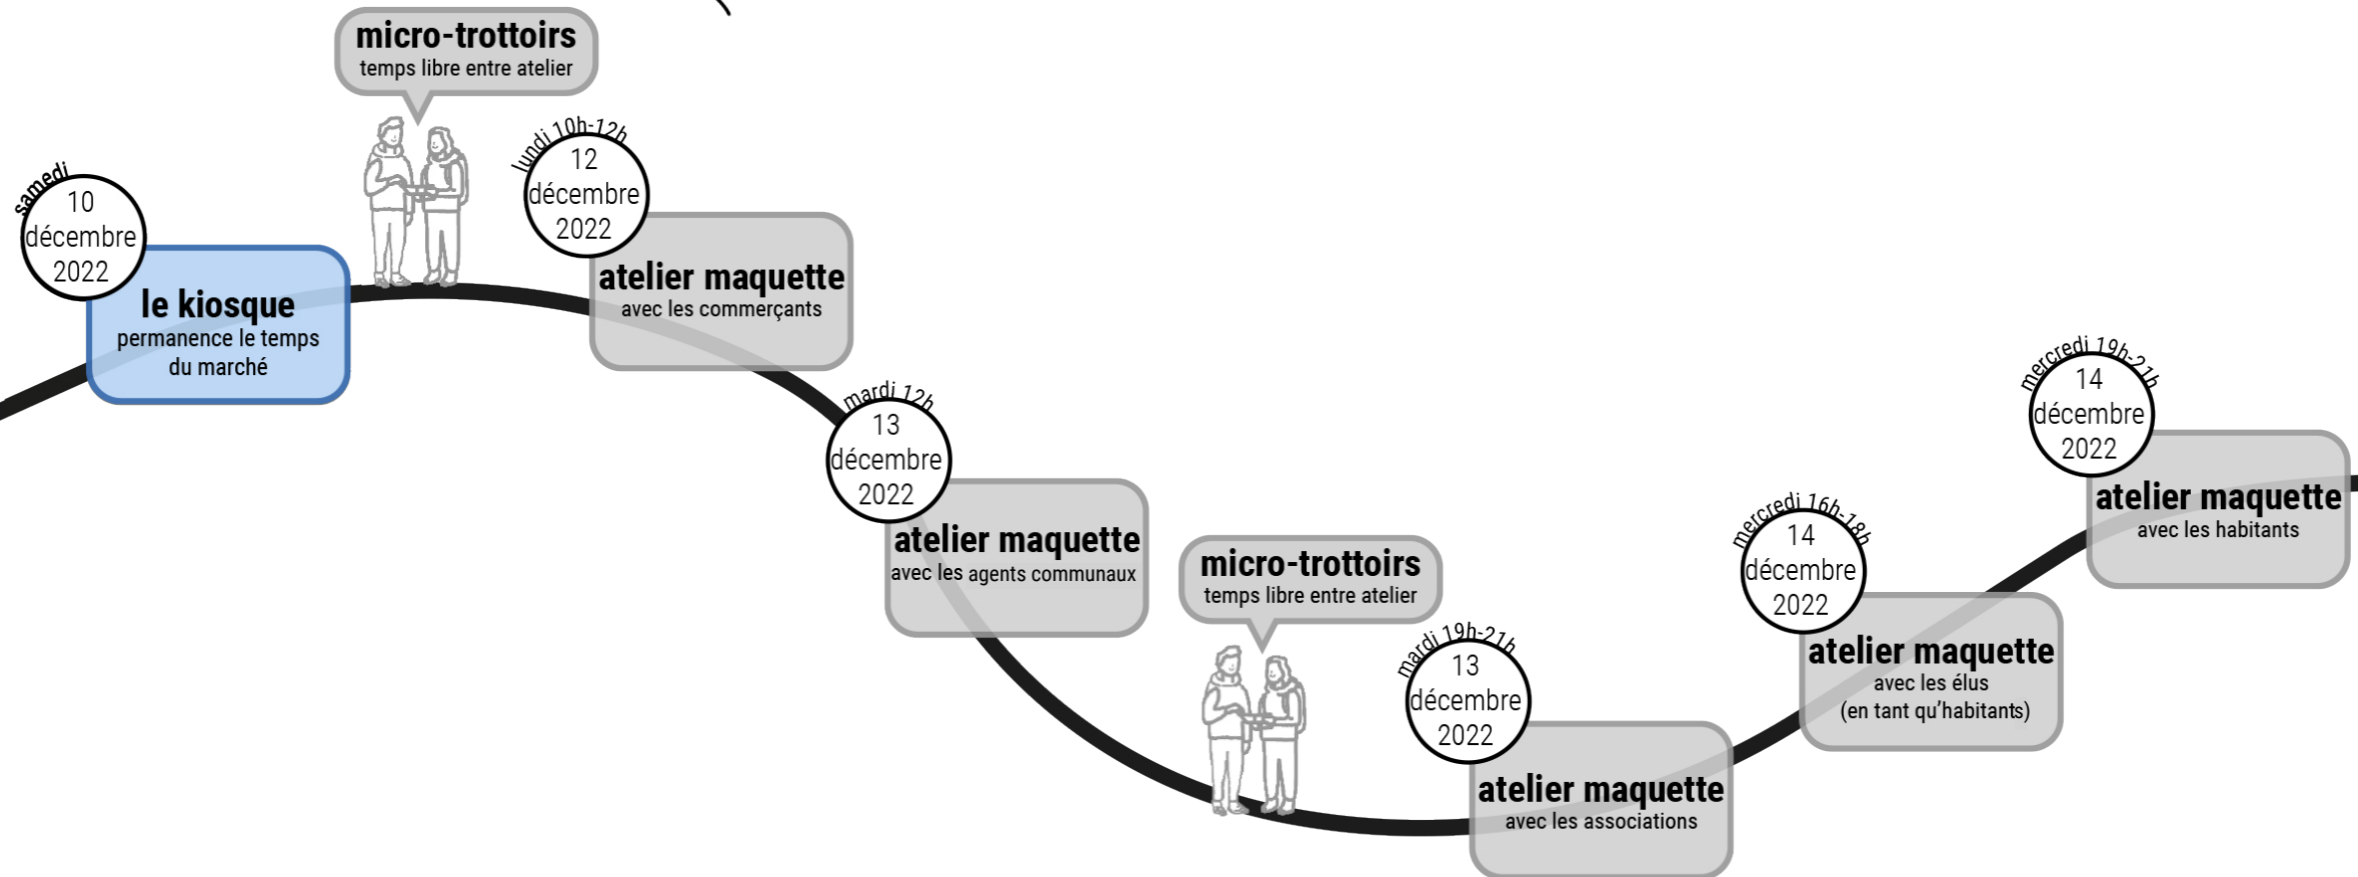 micro-trottoirs
temps libre entre atelier
samedi
10
décembre
2022
le kiosque
permanence le temps
du marché
lundi 10h-12h
12
décembre
2022
atelier maquette
avec les commerçants
mardi 12h
13
décembre
2022
atelier maquette
avec les agents communaux
micro-trottoirs
temps libre entre atelier
mardi 19h-21h
13
décembre
2022
atelier maquette
avec les associations
mercredi 16h-18h
14
décembre
2022
atelier maquette
avec les élus
(en tant qu'habitants)
mercredi 19h-21h
14
décembre
2022
atelier maquette
avec les habitants